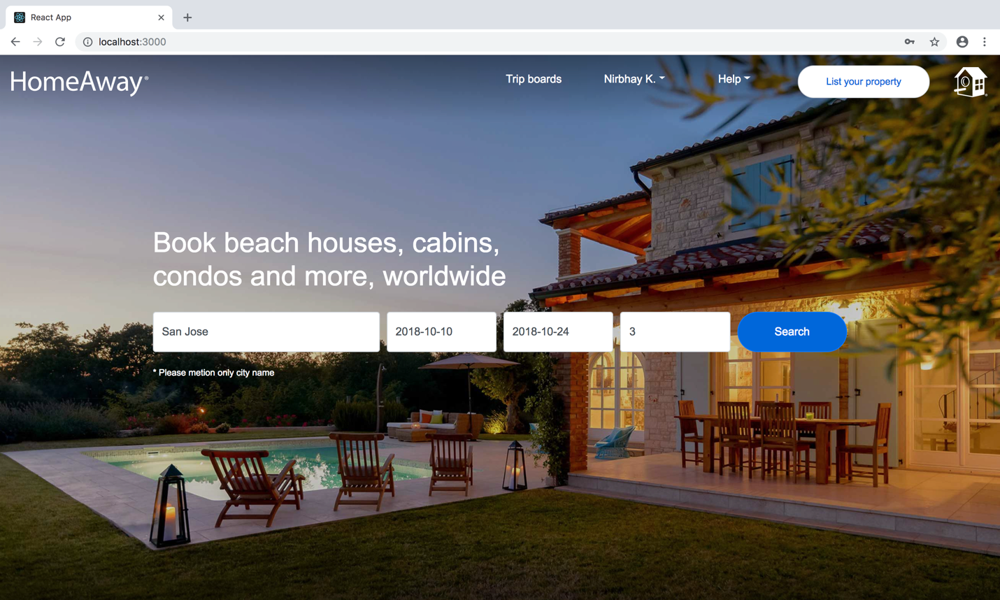 React App
localhost:3000
HomeAway®
Trip boards
Nirbhay K.
Help
List your property
Book beach houses, cabins,
condos and more, worldwide
San Jose
2018-10-10
2018-10-24
3
Search
* Please metion only city name